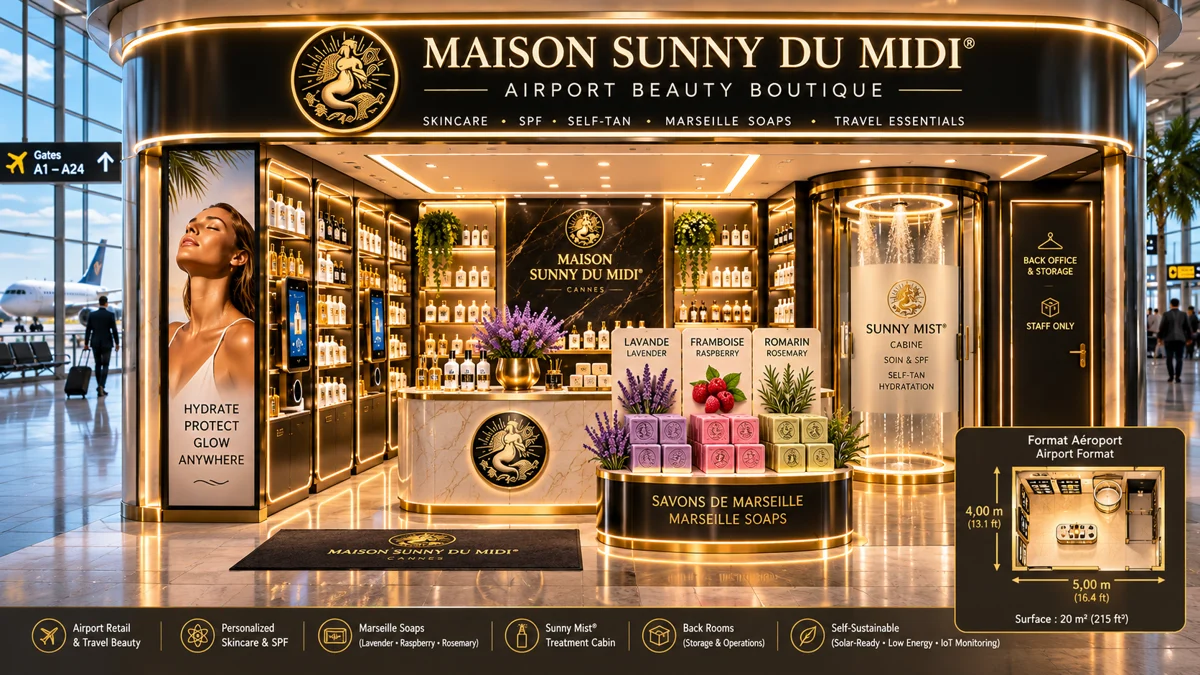 MAISON SUNNY DU MIDI®
AIRPORT BEAUTY BOUTIQUE
SKINCARE • SPF • SELF-TAN • MARSEILLE SOAPS • TRAVEL ESSENTIALS
Gates
A1 – A24
HYDRATE
PROTECT
GLOW
ANYWHERE
MAISON
SUNNY DU MIDI®
CANNES
LAVANDE
LAVENDER
FRAMBOISE
RASPBERRY
ROMARIN
ROSEMARY
SAVONS DE MARSEILLE
MARSEILLE SOAPS
SUNNY MIST®
CABINE
SOIN & SPF
SELF-TAN
HYDRATATION
BACK OFFICE
& STORAGE
STAFF ONLY
MAISON SUNNY DU MIDI®
CANNES
Format Aéroport
Airport Format
4,00 m
(13.1 ft)
5,00 m
(16.4 ft)
Surface : 20 m² (215 ft²)
Airport Retail
& Travel Beauty
Personalized
Skincare & SPF
Marseille Soaps
(Lavender • Raspberry • Rosemary)
Sunny Mist®
Treatment Cabin
Back Rooms
(Storage & Operations)
Self-Sustainable
(Solar-Ready • Low Energy • IoT Monitoring)